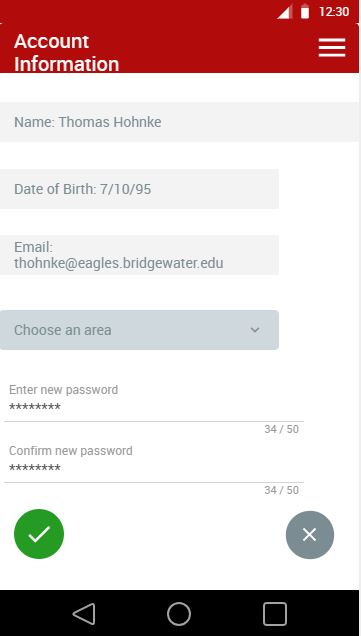 12:30
Account
Information
Name: Thomas Hohnke
Date of Birth: 7/10/95
Email:
thohnke@eagles.bridgewater.edu
Choose an area
Enter new password
********
34 / 50
Confirm new password
********
34 / 50